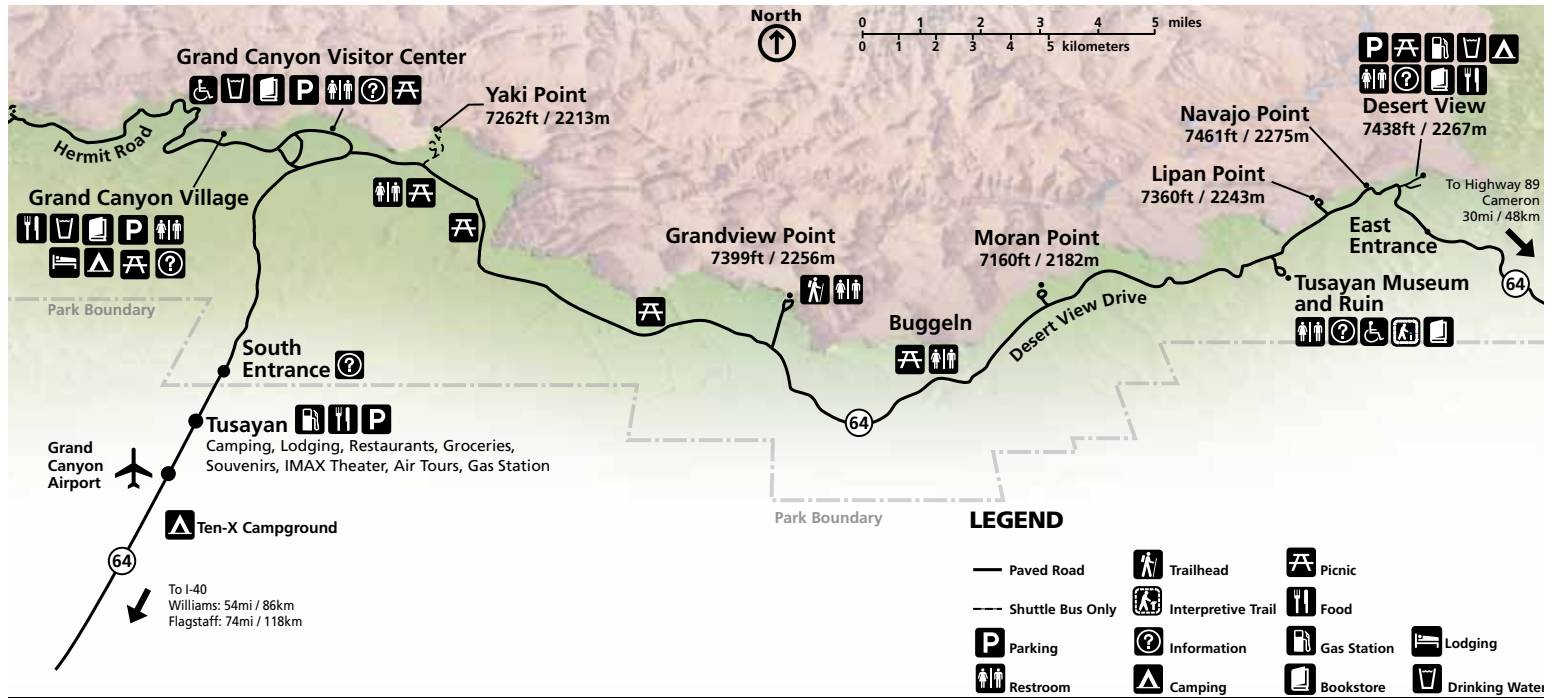 North
0 1 2 3 4 5 miles
0 1 2 3 4 5 kilometers
Grand Canyon Visitor Center
P
?
Yaki Point
7262ft / 2213m
Hermit Road
Grand Canyon Village
P
?
P
?
Desert View
7438ft / 2267m
Navajo Point
7461ft / 2275m
Lipan Point
7360ft / 2243m
To Highway 89
Cameron
30mi / 48km
East
Entrance
64
Grandview Point
7399ft / 2256m
Moran Point
7160ft / 2182m
Tusayan Museum
and Ruin
?
Buggeln
Desert View Drive
64
Park Boundary
South
Entrance
?
Tusayan
P
Camping, Lodging, Restaurants, Groceries,
Souvenirs, IMAX Theater, Air Tours, Gas Station
Grand
Canyon
Airport
Ten-X Campground
64
To I-40
Williams: 54mi / 86km
Flagstaff: 74mi / 118km
Park Boundary
LEGEND
Paved Road
Trailhead
Picnic
Shuttle Bus Only
Interpretive Trail
Food
P Parking
? Information
Gas Station
Lodging
Restroom
Camping
Bookstore
Drinking Water